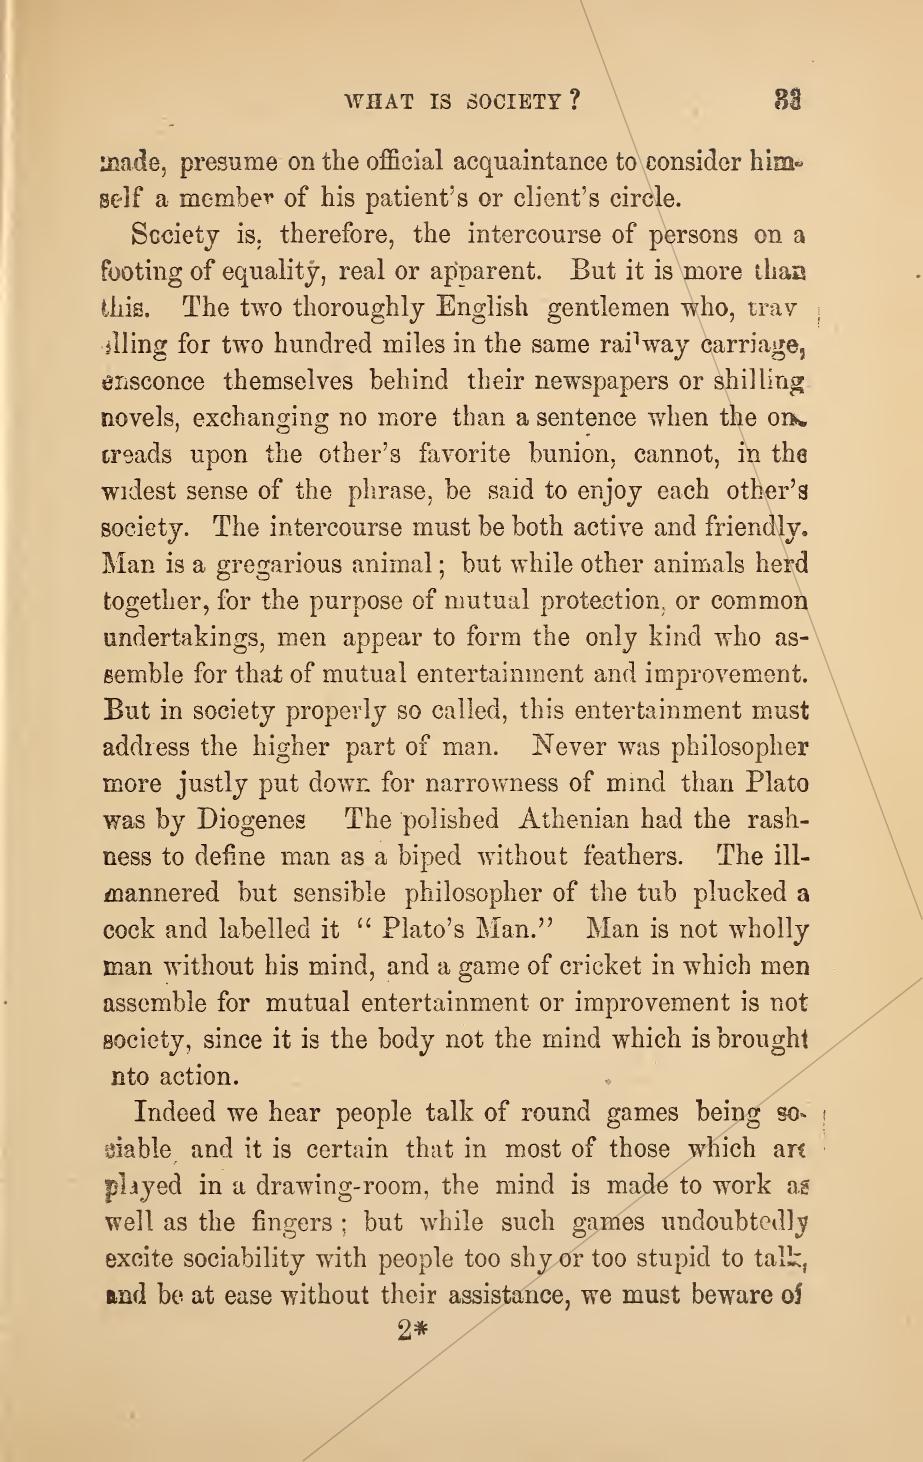 WHAT IS SOCIETY? 33
made, presume on the official acquaintance to consider him-
self a member of his patient's or client's circle.
Society is, therefore, the intercourse of persons on a
footing of equality, real or apparent. But it is more than
this. The two thoroughly English gentlemen who, trav
elling for two hundred miles in the same railway carriage,
ensconce themselves behind their newspapers or shilling
novels, exchanging no more than a sentence when the one
treads upon the other's favorite bunion, cannot, in the
widest sense of the phrase, be said to enjoy each other's
society. The intercourse must be both active and friendly.
Man is a gregarious animal; but while other animals herd
together, for the purpose of mutual protection, or common
undertakings, men appear to form the only kind who as-
semble for that of mutual entertainment and improvement.
But in society properly so called, this entertainment must
address the higher part of man. Never was philosopher
more justly put down for narrowness of mind than Plato
was by Diogenes The polished Athenian had the rash-
ness to define man as a biped without feathers. The ill-
mannered but sensible philosopher of the tub plucked a
cock and labelled it "Plato's Man." Man is not wholly
man without his mind, and a game of cricket in which men
assemble for mutual entertainment or improvement is not
society, since it is the body not the mind which is brought
nto action.
Indeed we hear people talk of round games being so-
ciable and it is certain that in most of those which are
played in a drawing-room, the mind is made to work as
well as the fingers; but while such games undoubtedly
excite sociability with people too shy or too stupid to talk,
and be at ease without their assistance, we must beware of
2*